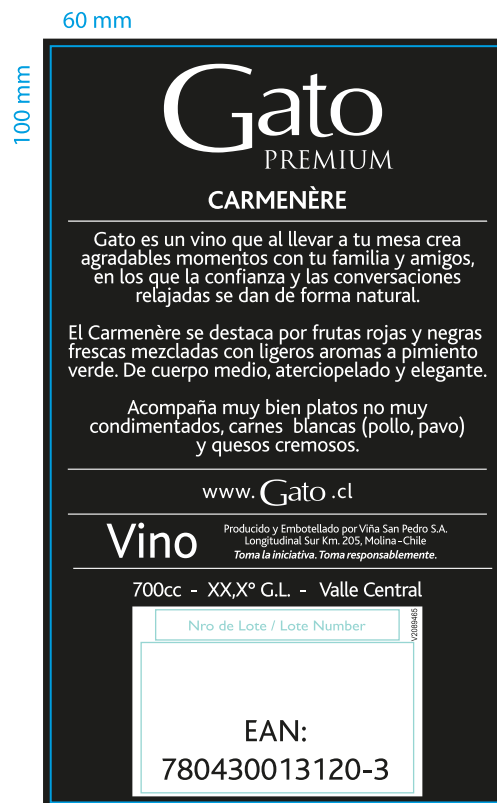 60 mm
100 mm
Gato
PREMIUM
CARMENÈRE
Gato es un vino que al llevar a tu mesa crea
agradables momentos con tu familia y amigos,
en los que la confianza y las conversaciones
relajadas se dan de forma natural.
El Carmenère se destaca por frutas rojas y negras
frescas mezcladas con ligeros aromas a pimiento
verde. De cuerpo medio, aterciopelado y elegante.
Acompaña muy bien platos no muy
condimentados, carnes  blancas (pollo, pavo)
y quesos cremosos.
www. Gato .cl
Vino
Producido y Embotellado por Viña San Pedro S.A.
Longitudinal Sur Km. 205, Molina–Chile
Toma la iniciativa. Toma responsablemente.
700cc - XX,X° G.L. - Valle Central
Nro de Lote / Lote Number
V2089465
EAN:
780430013120-3